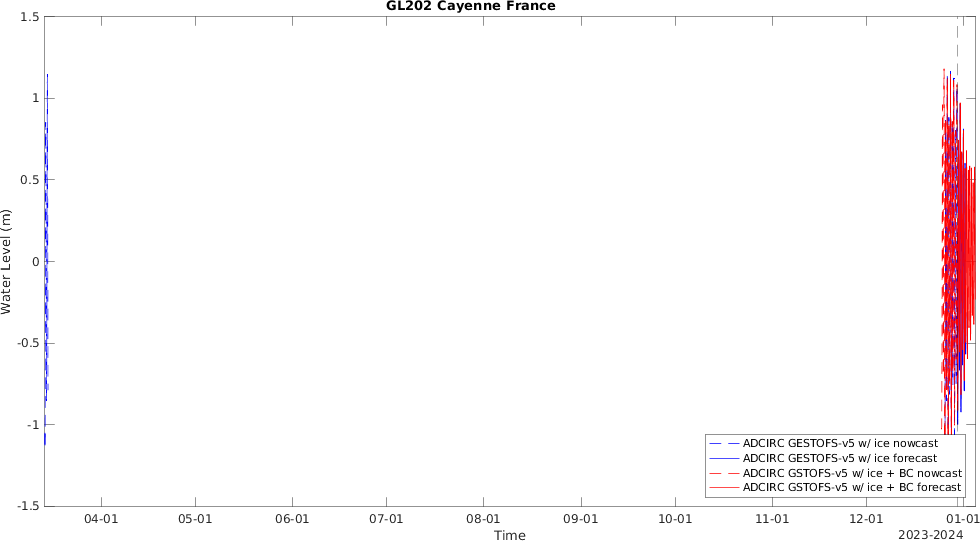 GL202 Cayenne France
1.5
1
0.5
0
-0.5
-1
-1.5
Water Level (m)
04-01 05-01 06-01 07-01 08-01 09-01 10-01 11-01 12-01 01-01
Time
2023-2024
ADCIRC GESTOFS-v5 w/ ice nowcast
ADCIRC GESTOFS-v5 w/ ice forecast
ADCIRC GSTOFS-v5 w/ ice + BC nowcast
ADCIRC GSTOFS-v5 w/ ice + BC forecast